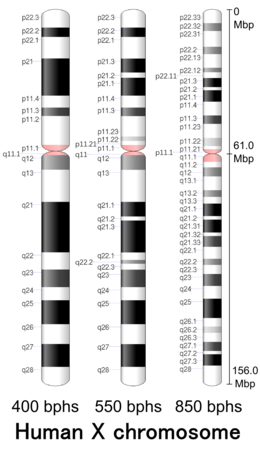 p22.3
p22.2
p22.1
p21
p11.4
p11.3
p11.2
p11.1
q11.1
q12
q13
q21
q22
q23
q24
q25
q26
q27
q28
400 bphs
p22.3
p22.2
p22.1
p21.3
p21.2
p21.1
p11.4
p11.3
p11.23
p11.22
p11.21
p11.1
q11
q12
q13
q21.1
q21.2
q21.3
q22.1
q22.2
q22.3
q23
q24
q25
q26
q27
q28
550 bphs
p22.33
p22.32
p22.31
p22.2
p22.13
p22.12
p22.11
p21.3
p21.2
p21.1
p11.4
p11.3
p11.23
p11.22
p11.21
p11.1
q11.1
q11.2
q12
q13.1
q13.2
q13.3
q21.1
q21.2
q21.31
q21.32
q21.33
q22.1
q22.2
q22.3
q23
q24
q25
q26.1
q26.2
q26.3
q27.1
q27.2
q27.3
q28
850 bphs
0
Mbp
61.0
Mbp
156.0
Mbp
Human X chromosome